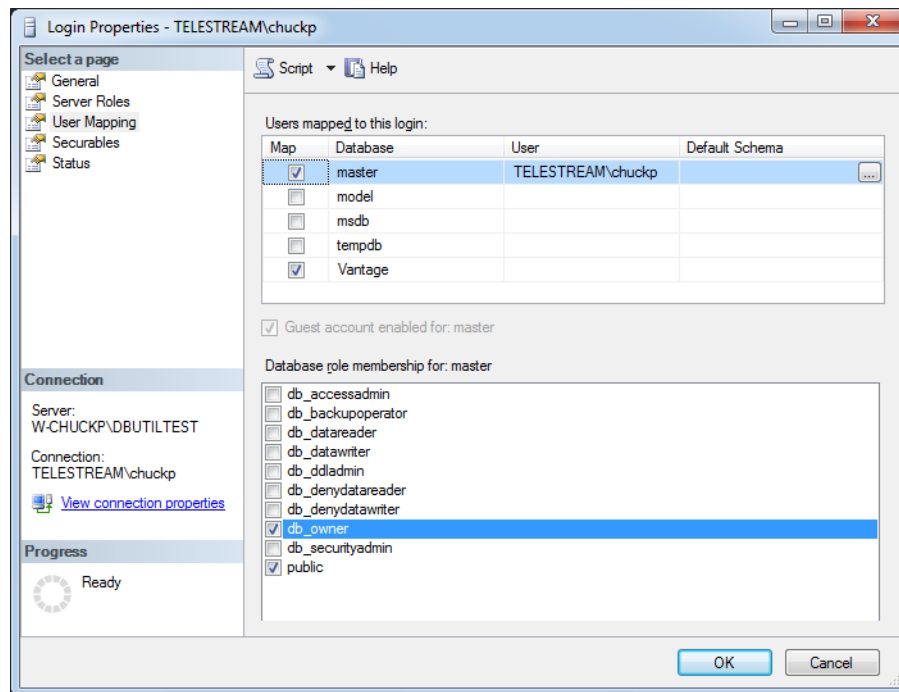 Login Properties - TELESTREAM\chuckp
Select a page
General
Server Roles
User Mapping
Securables
Status
Script Help
Users mapped to this login:
Map Database User Default Schema
master TELESTREAM\chuckp ...
model
msdb
tempdb
Vantage
Guest account enabled for: master
Database role membership for: master
db_accessadmin
db_backupoperator
db_datareader
db_datawriter
db_ddladmin
db_denydatareader
db_denydatawriter
db_owner
db_securityadmin
public
Connection
Server:
W-CHUCKP\DBUTILTEST
Connection:
TELESTREAM\chuckp
View connection properties
Progress
Ready
OK Cancel